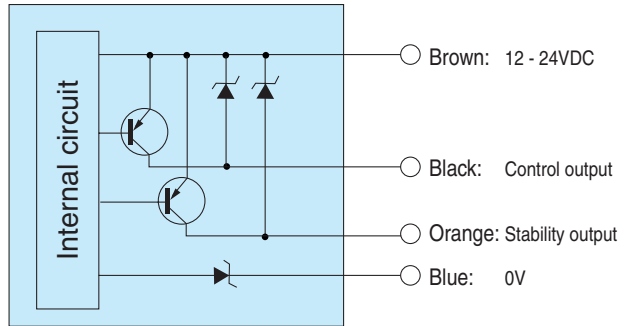 Internal circuit
Brown: 12 - 24VDC
Black: Control output
Orange: Stability output
Blue: 0V